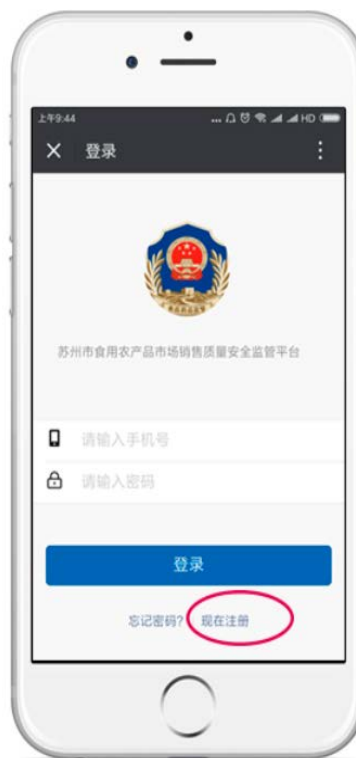 上午9:44 ... HD
登录
苏州市食用农产品市场销售质量安全监管平台
请输入手机号
请输入密码
登录
忘记密码? 现在注册